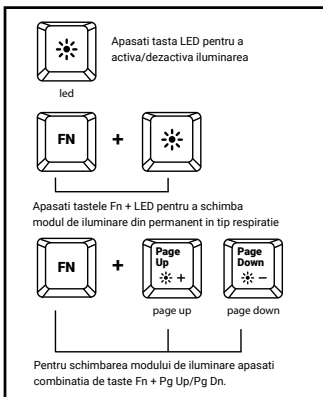 Apasati tasta LED pentru a
activa/dezactiva iluminarea
led
FN + 
Apasati tastele Fn + LED pentru a schimba
modul de iluminare din permanent in tip respiratie
FN + Page Up + Page Down -
page up page down
Pentru schimbarea modului de iluminare apasati
combinatia de taste Fn + Pg Up/Pg Dn.